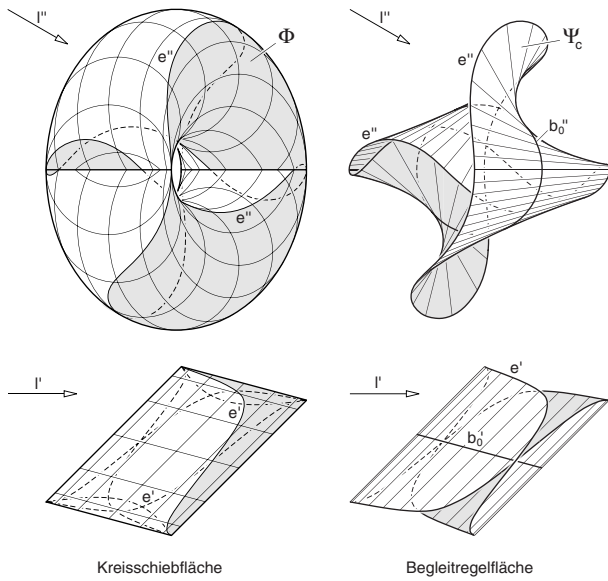 l''
e''
Φ
e''
l''
e''
Ψc
b0''
e''
l'
e'
e'
l'
e'
b0'
Kreisschiebfläche
Begleitregelfläche